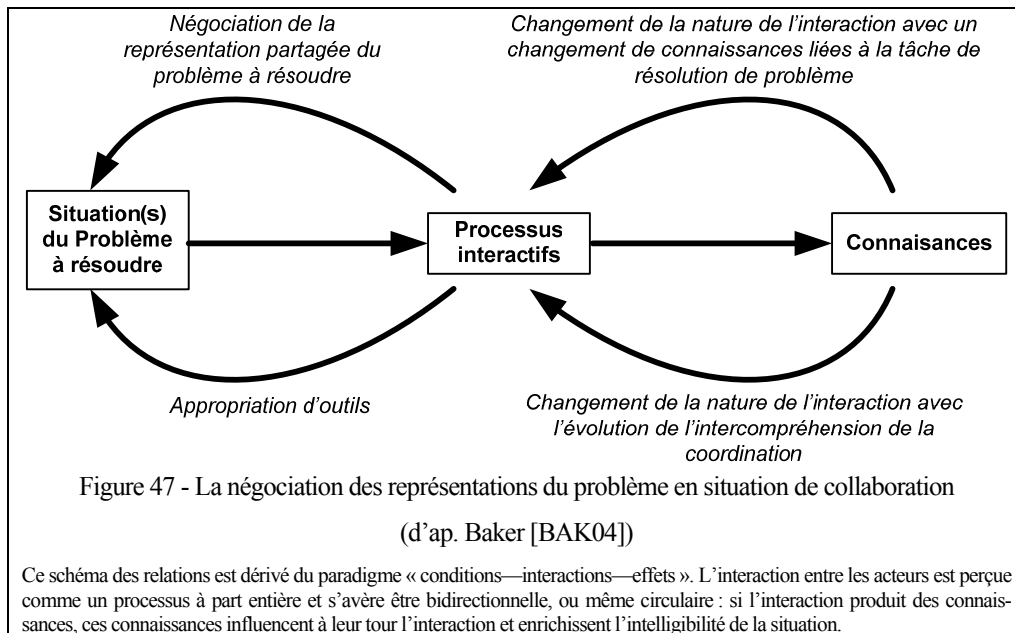 Négociation de la
représentation partagée du
problème à résoudre
Changement de la nature de l'interaction avec un
changement de connaissances liées à la tâche de
résolution de problème
Situation(s)
du Problème
à résoudre
Processus
interactifs
Connaisances
Appropriation d'outils
Changement de la nature de l'interaction avec
l'évolution de l'intercompréhension de la
coordination
Figure 47 - La négociation des représentations du problème en situation de collaboration
(d'ap. Baker [BAK04])
Ce schéma des relations est dérivé du paradigme « conditions—interactions—effets ». L'interaction entre les acteurs est perçue
comme un processus à part entière et s'avère être bidirectionnelle, ou même circulaire : si l'interaction produit des connais-
sances, ces connaissances influencent à leur tour l'interaction et enrichissent l'intelligibilité de la situation.